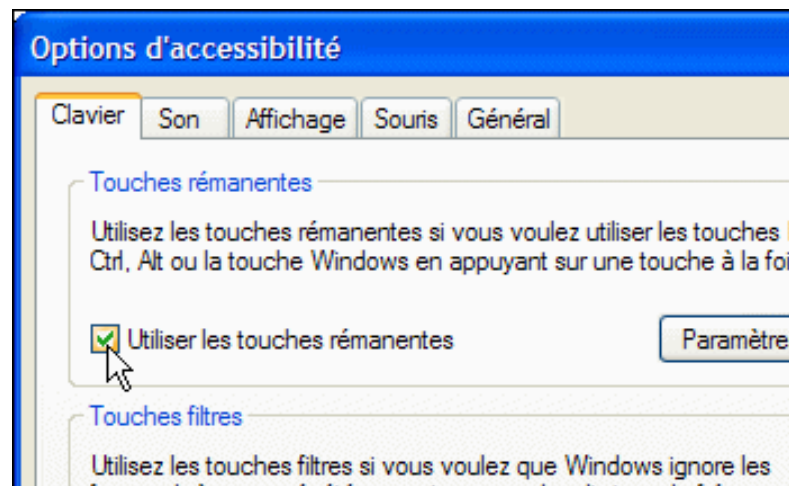 Options d'accessibilité
Clavier Son Affichage Souris Général
Touches rémanentes
Utilisez les touches rémanentes si vous voulez utiliser les touches
Ctrl, Alt ou la touche Windows en appuyant sur une touche à la foi
Utiliser les touches rémanentes Paramètre
Touches filtres
Utilisez les touches filtres si vous voulez que Windows ignore les